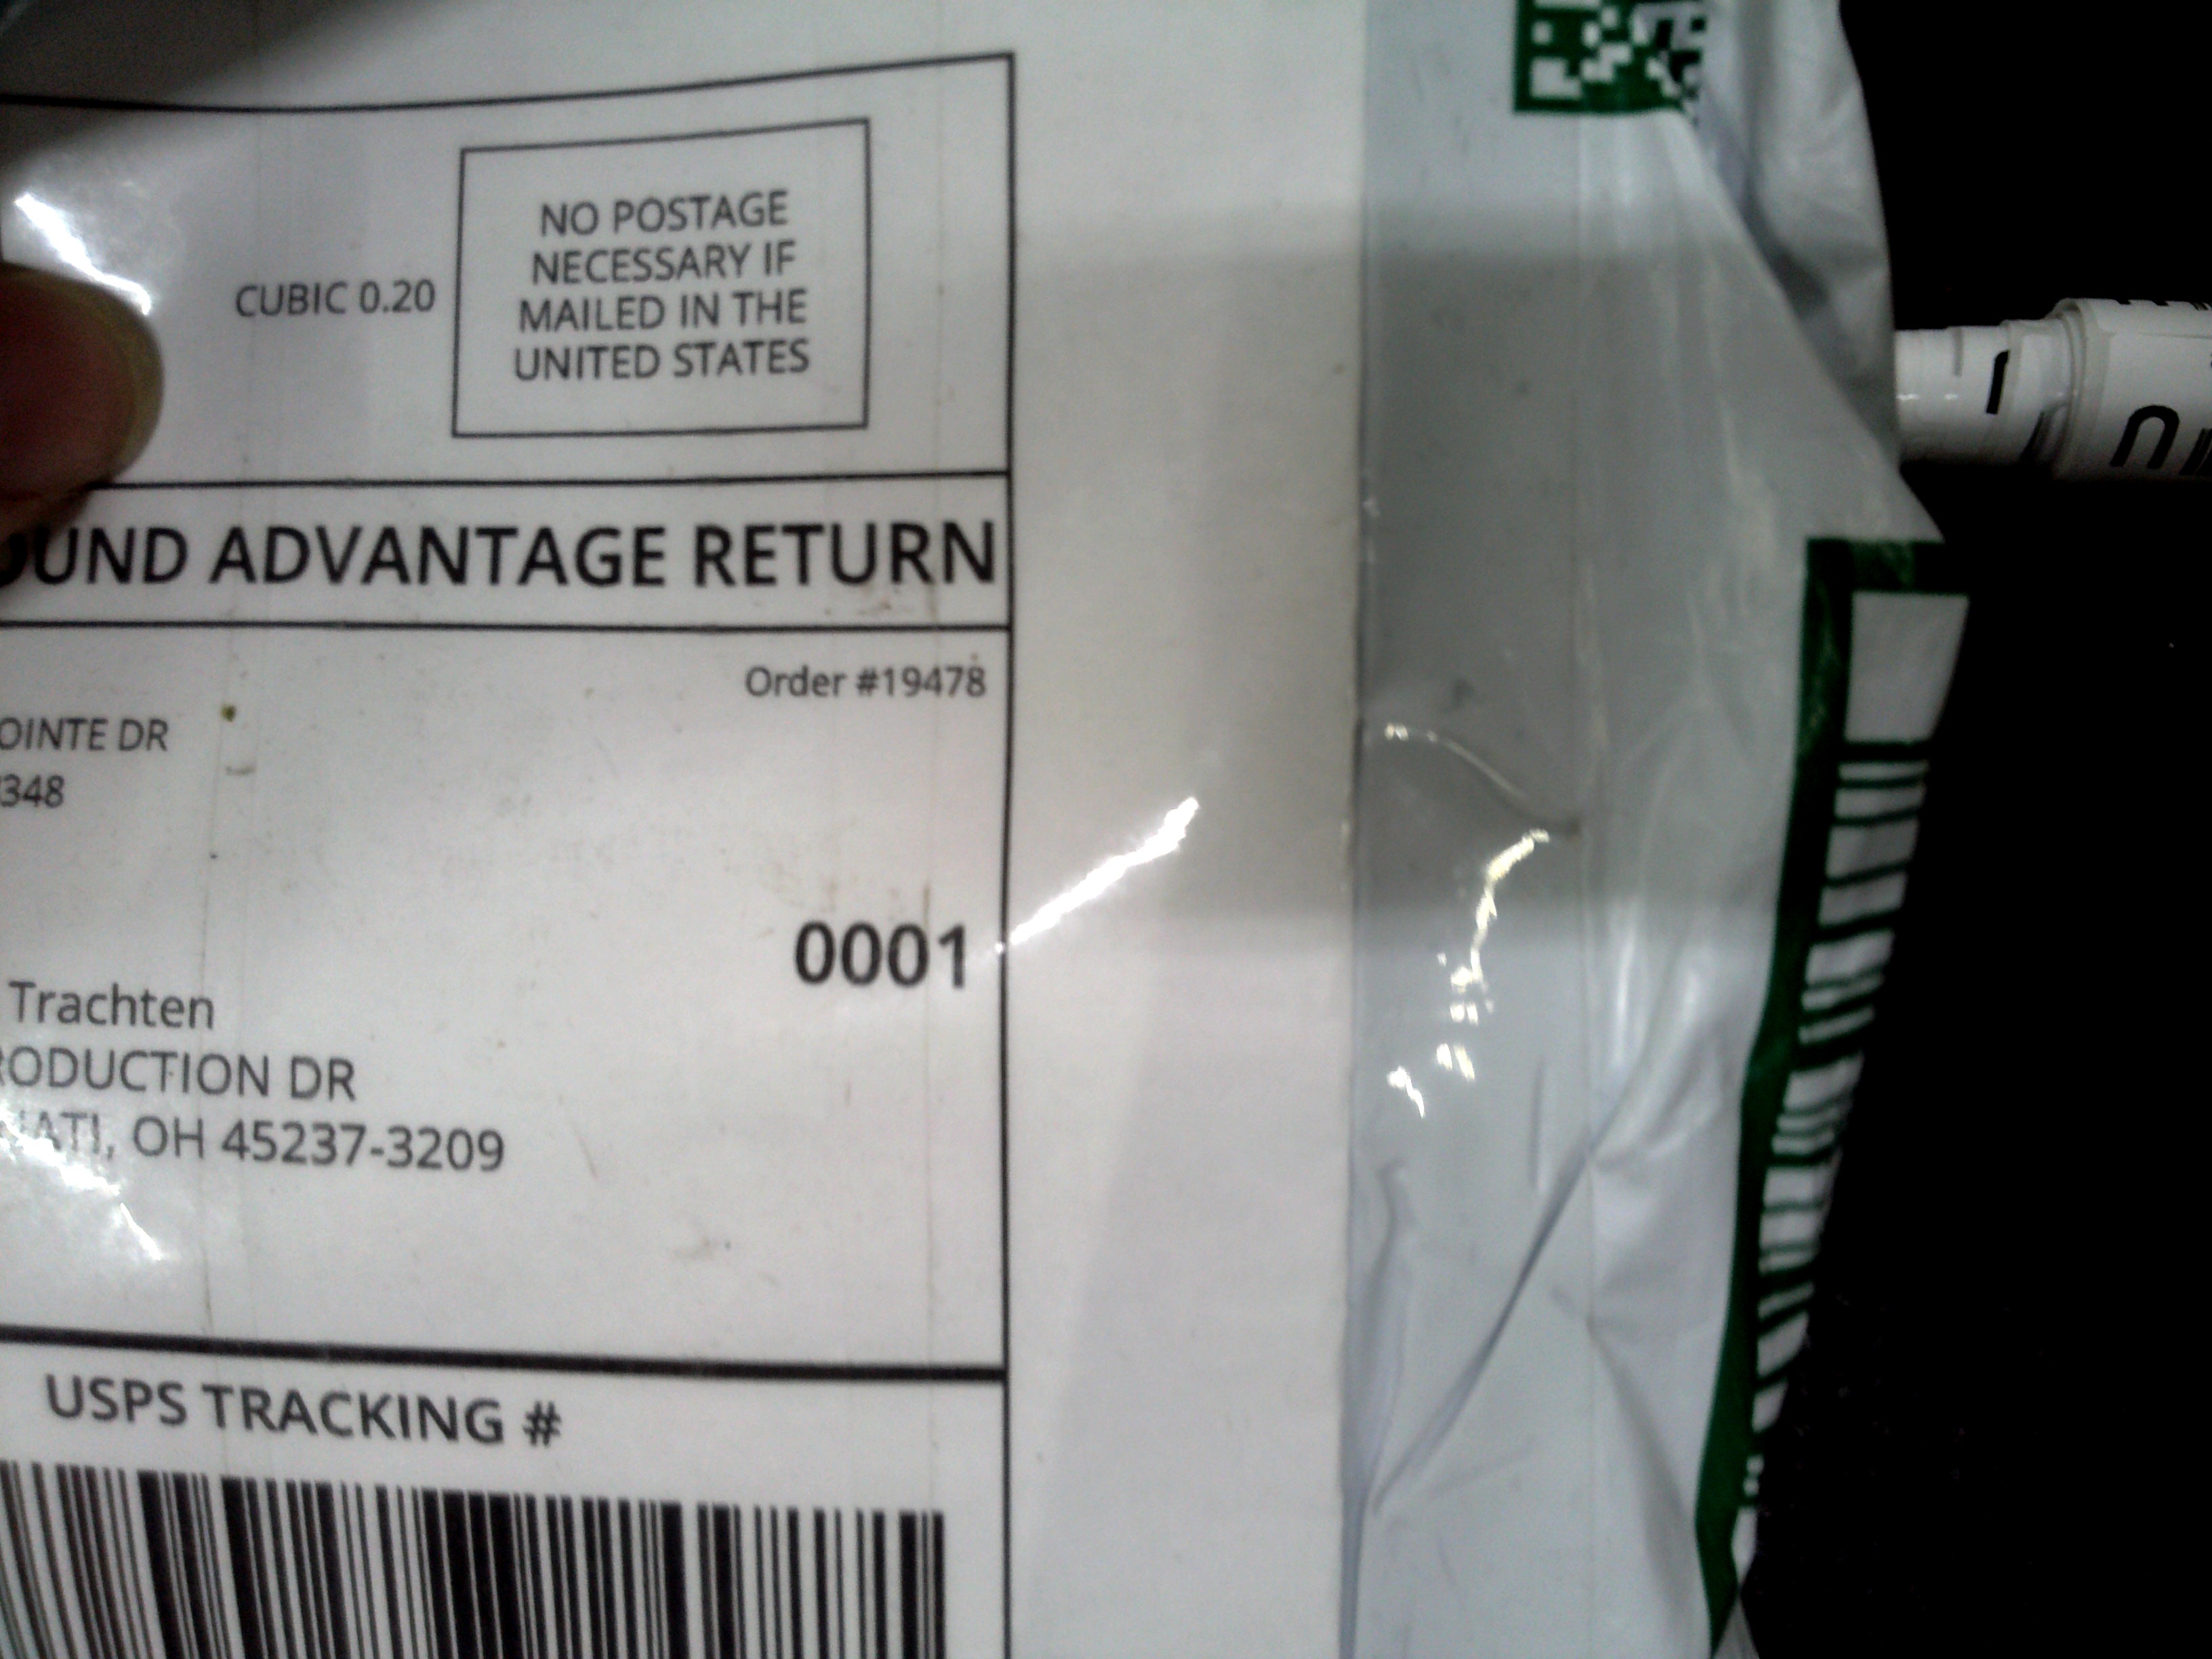 CUBIC 0.20
NO POSTAGE
NECESSARY IF
MAILED IN THE
UNITED STATES
OUND ADVANTAGE RETURN
Order #19478
OINTE DR
348
0001
Trachten
RODUCTION DR
ATI, OH 45237-3209
USPS TRACKING #